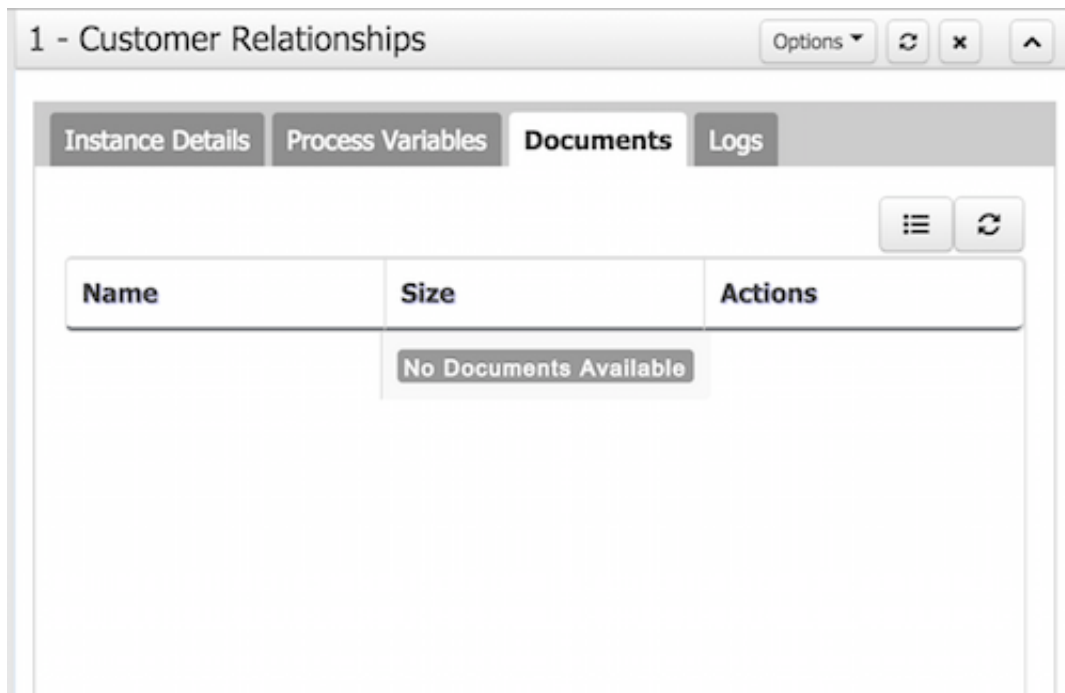 1 - Customer Relationships Options
Instance Details Process Variables Documents Logs
Name Size Actions
No Documents Available